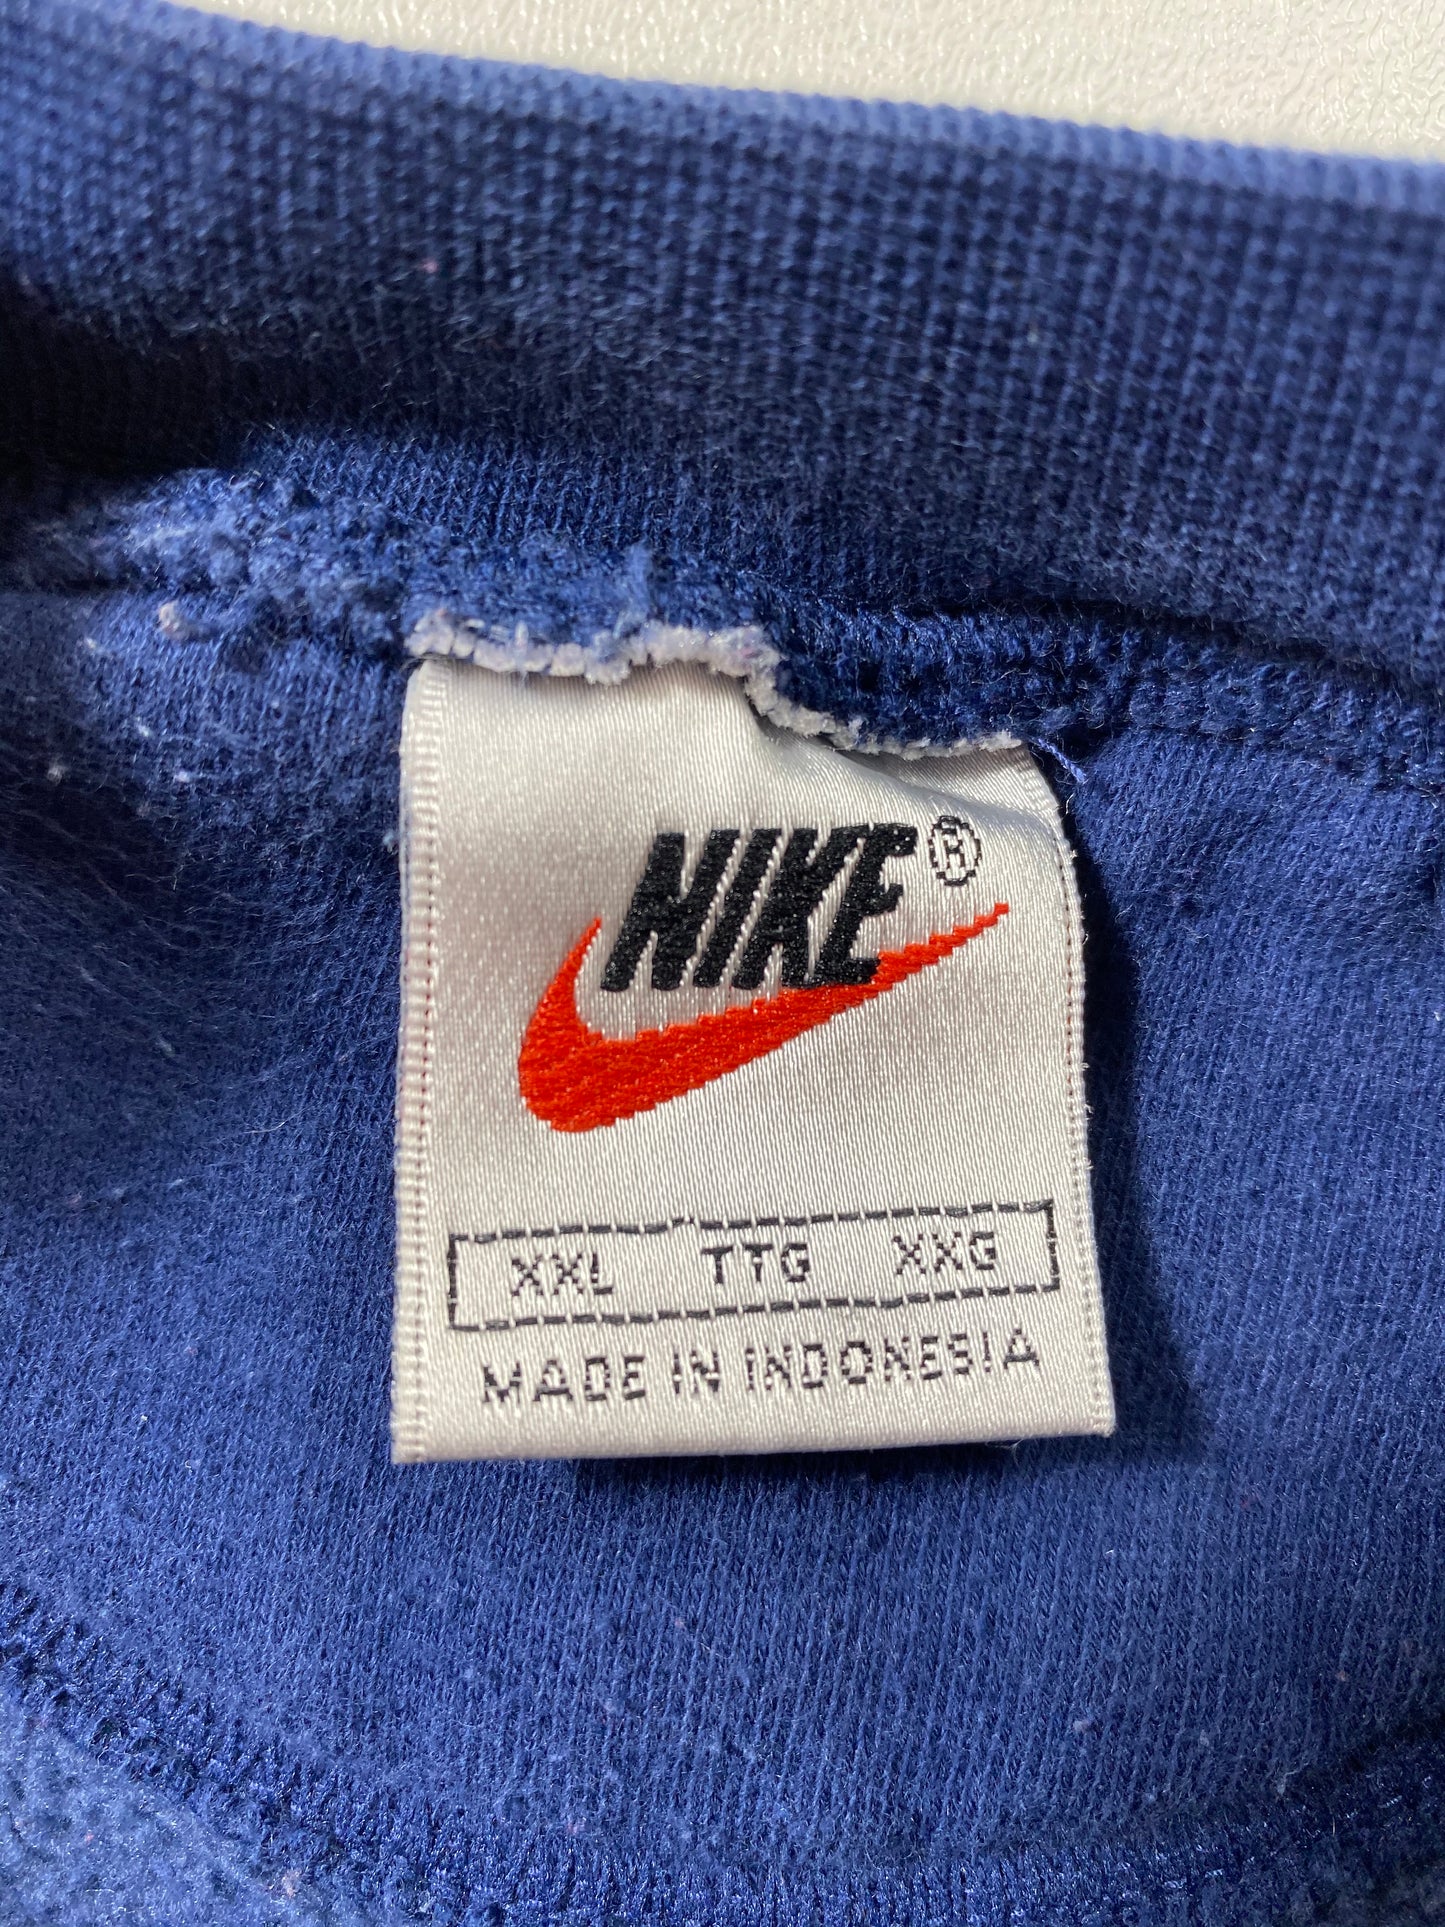 NIKE ®
XXL TTG XXG
MADE IN INDONESIA